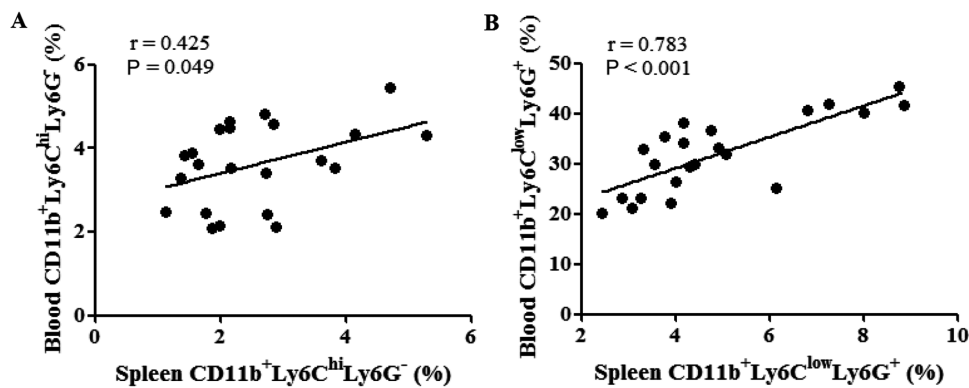 A
r = 0.425
P = 0.049
Blood CD11b⁺Ly6CʰⁱLy6G⁻ (%)
6
4
2
0
0 2 4 6
Spleen CD11b⁺Ly6CʰⁱLy6G⁻ (%)
B
r = 0.783
P < 0.001
Blood CD11b⁺Ly6CˡᵒʷLy6G⁺ (%)
50
40
30
20
10
0
2 4 6 8 10
Spleen CD11b⁺Ly6CˡᵒʷLy6G⁺ (%)